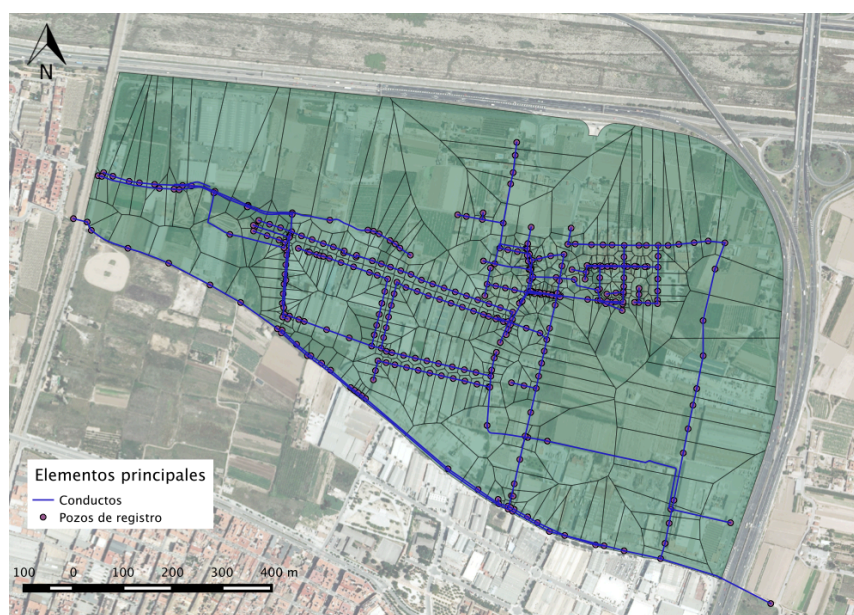 N
Elementos principales
Conductos
Pozos de registro
100 0 100 200 300 400 m